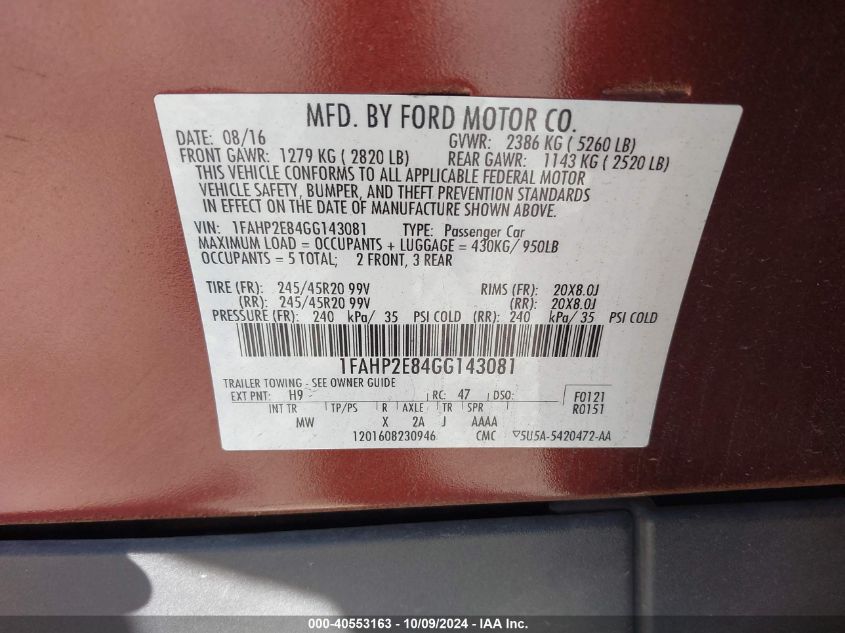 MFD. BY FORD MOTOR CO.
DATE: 08/16 GVWR: 2386 KG ( 5260 LB)
FRONT GAWR: 1279 KG ( 2820 LB) REAR GAWR: 1143 KG ( 2520 LB)
THIS VEHICLE CONFORMS TO ALL APPLICABLE FEDERAL MOTOR
VEHICLE SAFETY, BUMPER, AND THEFT PREVENTION STANDARDS
IN EFFECT ON THE DATE OF MANUFACTURE SHOWN ABOVE.
VIN: 1FAHP2E84GG143081 TYPE: Passenger Car
MAXIMUM LOAD = OCCUPANTS + LUGGAGE = 430KG/ 950LB
OCCUPANTS = 5 TOTAL; 2 FRONT, 3 REAR
TIRE (FR): 245/45R20 99V RIMS (FR): 20X8.0J
(RR): 245/45R20 99V (RR): 20X8.0J
PRESSURE (FR): 240 kPa/ 35 PSI COLD (RR): 240 kPa/ 35 PSI COLD
1FAHP2E84GG143081
TRAILER TOWING - SEE OWNER GUIDE
EXT PNT: H9 RC: 47 DSO: F0121
INT TR TP/PS R AXLE TR SPR R0151
MW X 2A J AAAA
1201608230946 CMC 5U5A-5420472-AA
000-40553163 - 10/09/2024 - IAA Inc.